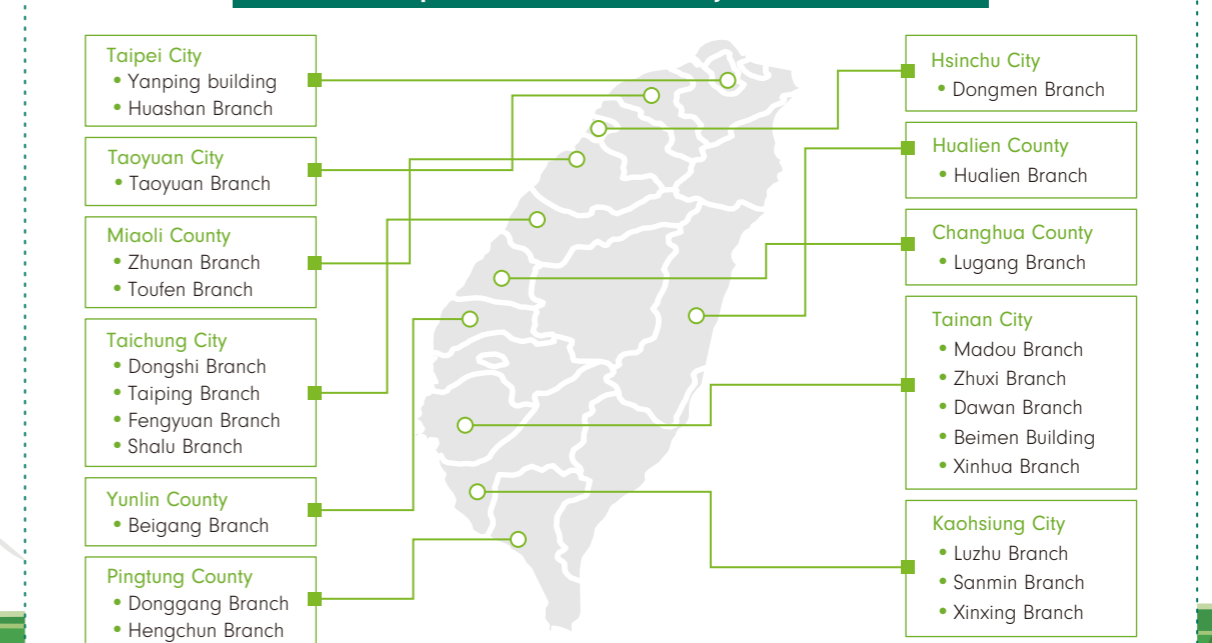 Taipei City
• Yanping building
• Huashan Branch
Taoyuan City
• Taoyuan Branch
Miaoli County
• Zhunan Branch
• Toufen Branch
Taichung City
• Dongshi Branch
• Taiping Branch
• Fengyuan Branch
• Shalu Branch
Yunlin County
• Beigang Branch
Pingtung County
• Donggang Branch
• Hengchun Branch
Hsinchu City
• Dongmen Branch
Hualien County
• Hualien Branch
Changhua County
• Lugang Branch
Tainan City
• Madou Branch
• Zhuxi Branch
• Dawan Branch
• Beimen Building
• Xinhua Branch
Kaohsiung City
• Luzhu Branch
• Sanmin Branch
• Xinxing Branch